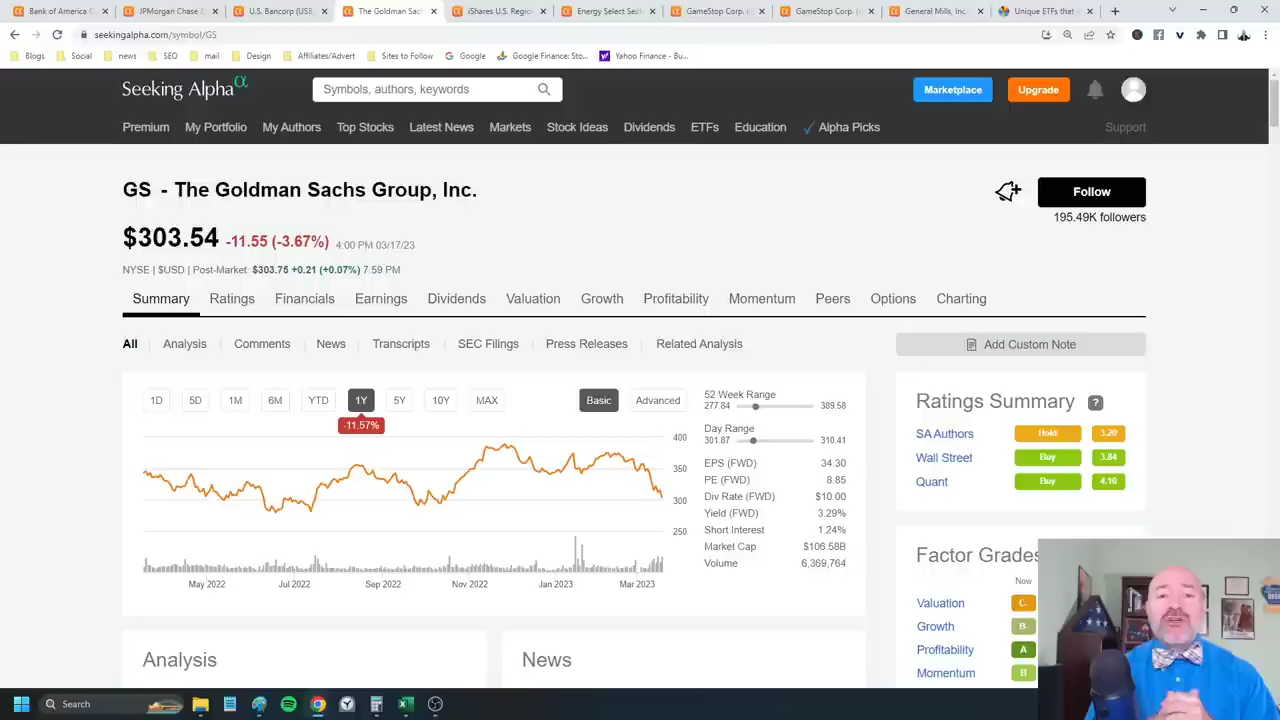 Bank of America C
JPMorgan Chase &
U.S. Bancorp (USB
The Goldman Sac
iShares U.S. Region
Energy Select Sect
GameStop Corp. (
GameStop Corp. (
General Mills, Inc.
Unique ETFs that
seekingalpha.com/symbol/GS
Blogs
Social
news
SEO
mail
Design
Affiliates/Advert
Sites to Follow
Google
Google Finance: Sto...
Yahoo Finance - Bu...
Seeking Alpha α
Symbols, authors, keywords
Marketplace
Upgrade
Premium
My Portfolio
My Authors
Top Stocks
Latest News
Markets
Stock Ideas
Dividends
ETFs
Education
Alpha Picks
Support
GS - The Goldman Sachs Group, Inc.
Follow
195.49K followers
$303.54 -11.55 (-3.67%) 4:00 PM 03/17/23
NYSE | $USD | Post-Market: $303.75 +0.21 (+0.07%) 7:59 PM
Summary
Ratings
Financials
Earnings
Dividends
Valuation
Growth
Profitability
Momentum
Peers
Options
Charting
All
Analysis
Comments
News
Transcripts
SEC Filings
Press Releases
Related Analysis
Add Custom Note
1D
5D
1M
6M
YTD
1Y
5Y
10Y
MAX
Basic
Advanced
-11.57%
400
350
300
250
May 2022
Jul 2022
Sep 2022
Nov 2022
Jan 2023
Mar 2023
52 Week Range
277.84 389.58
Day Range
301.87 310.41
EPS (FWD) 34.30
PE (FWD) 8.85
Div Rate (FWD) $10.00
Yield (FWD) 3.29%
Short Interest 1.24%
Market Cap $106.58B
Volume 6,369,764
Ratings Summary ?
SA Authors Hold 3.20
Wall Street Buy 3.84
Quant Buy 4.10
Factor Grades
Now
Valuation C-
Growth B-
Profitability A
Momentum B
Analysis
News
Search